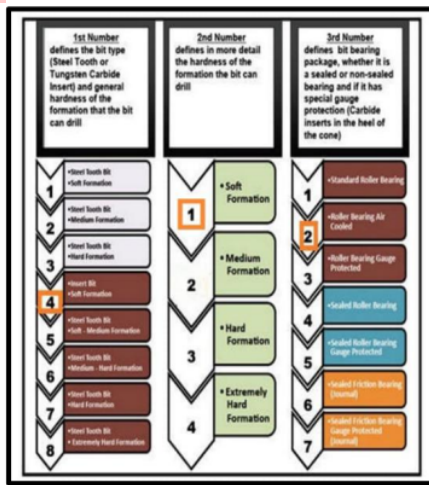 1st Number
defines the bit type
(Steel Tooth or
Tungsten Carbide
Insert) and general
hardness of the
formation that the bit
can drill
2nd Number
defines in more detail
the hardness of the
formation the bit can
drill
3rd Number
defines bit bearing
package, whether it is
a sealed or non-sealed
bearing and if it has
special gauge
protection (Carbide
inserts in the heel of
the cone)
1
•Steel Tooth Bit
•Soft Formation
2
•Steel Tooth Bit
•Medium Formation
3
•Steel Tooth Bit
•Hard Formation
4
•Insert Bit
•Soft Formation
5
•Steel Tooth Bit
•Soft - Medium Formation
6
•Steel Tooth Bit
•Medium - Hard Formation
7
•Steel Tooth Bit
•Hard Formation
8
•Steel Tooth Bit
• Extremely Hard Formation
1
• Soft
Formation
2
• Medium
Formation
3
• Hard
Formation
4
• Extremely
Hard
Formation
1
•Standard Roller Bearing
2
•Roller Bearing Air
Cooled
3
•Roller Bearing Gauge
Protected
4
•Sealed Roller Bearing
5
•Sealed Roller Bearing
Gauge Protected
6
•Sealed Friction Bearing
(Journal)
7
•Sealed Friction Bearing
Gauge Protected
(Journal)